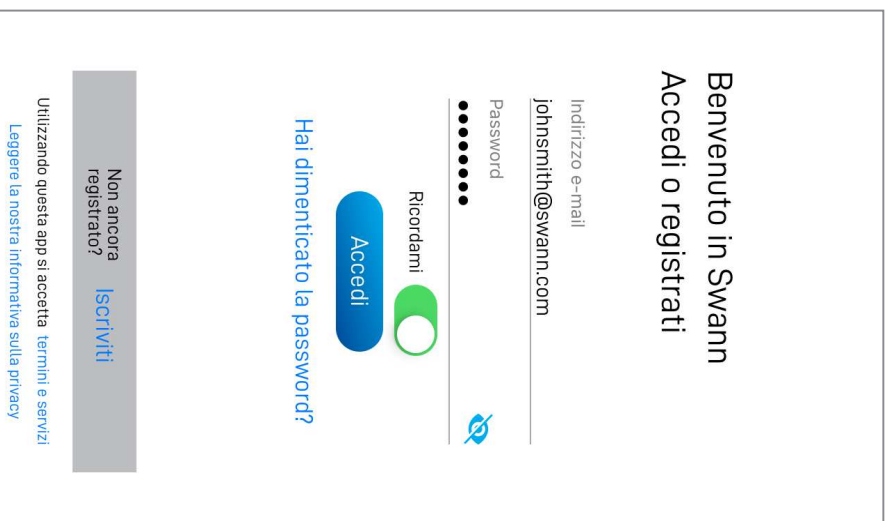 Benvenuto in Swann
Accedi o registrati
Indirizzo e-mail
johnsmith@swann.com
Password
Ricordami
Accedi
Hai dimenticato la password?
Non ancora
registrato? Iscriviti
Utilizzando questa app si accetta termini e servizi
Leggere la nostra informativa sulla privacy